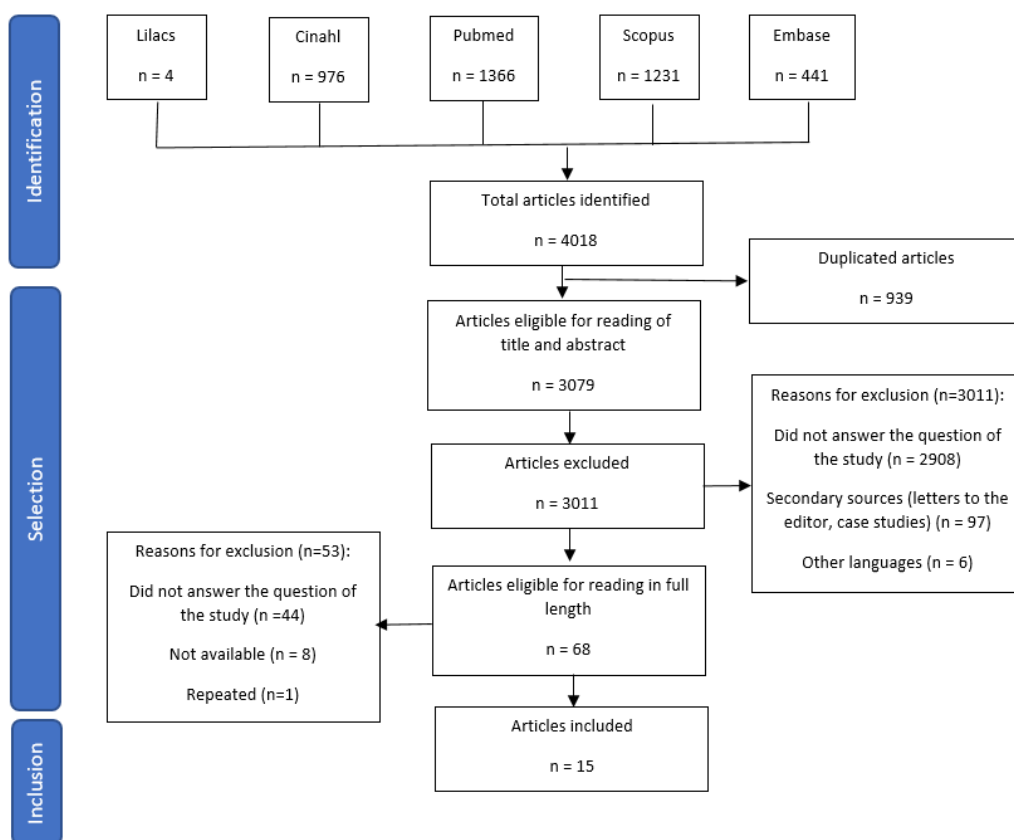 Identification
Lilacs
n = 4
Cinahl
n = 976
Pubmed
n = 1366
Scopus
n = 1231
Embase
n = 441
Total articles identified
n = 4018
Duplicated articles
n = 939
Selection
Articles eligible for reading of
title and abstract
n = 3079
Reasons for exclusion (n=3011):
Did not answer the question of
the study (n = 2908)
Secondary sources (letters to the
editor, case studies) (n = 97)
Other languages (n = 6)
Articles excluded
n = 3011
Reasons for exclusion (n=53):
Did not answer the question of
the study (n =44)
Not available (n = 8)
Repeated (n=1)
Articles eligible for reading in full
length
n = 68
Inclusion
Articles included
n = 15